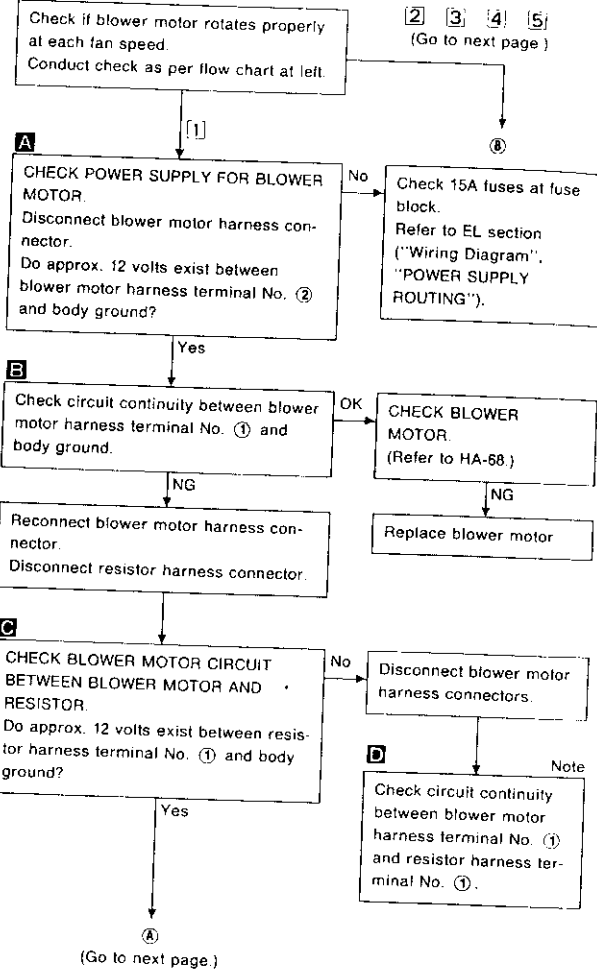 Check if blower motor rotates properly
at each fan speed.
Conduct check as per flow chart at left.
2 3 4 5
(Go to next page.)
1
Ⓑ
A
CHECK POWER SUPPLY FOR BLOWER
MOTOR.
Disconnect blower motor harness con-
nector.
Do approx. 12 volts exist between
blower motor harness terminal No. ②
and body ground?
No
Check 15A fuses at fuse
block.
Refer to EL section
("Wiring Diagram",
"POWER SUPPLY
ROUTING").
Yes
B
Check circuit continuity between blower
motor harness terminal No. ① and
body ground.
OK
CHECK BLOWER
MOTOR.
(Refer to HA-68.)
NG
NG
Replace blower motor
Reconnect blower motor harness con-
nector.
Disconnect resistor harness connector.
C
CHECK BLOWER MOTOR CIRCUIT
BETWEEN BLOWER MOTOR AND
RESISTOR.
Do approx. 12 volts exist between resis-
tor harness terminal No. ① and body
ground?
No
Disconnect blower motor
harness connectors.
D
Note
Check circuit continuity
between blower motor
harness terminal No. ①
and resistor harness ter-
minal No. ①.
Yes
Ⓐ
(Go to next page.)